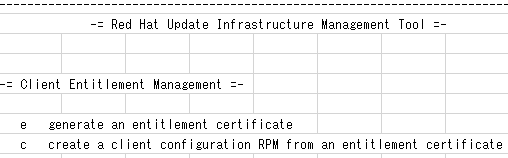 -= Red Hat Update Infrastructure Management Tool =-
-= Client Entitlement Management =-
e generate an entitlement certificate
c create a client configuration RPM from an entitlement certificate